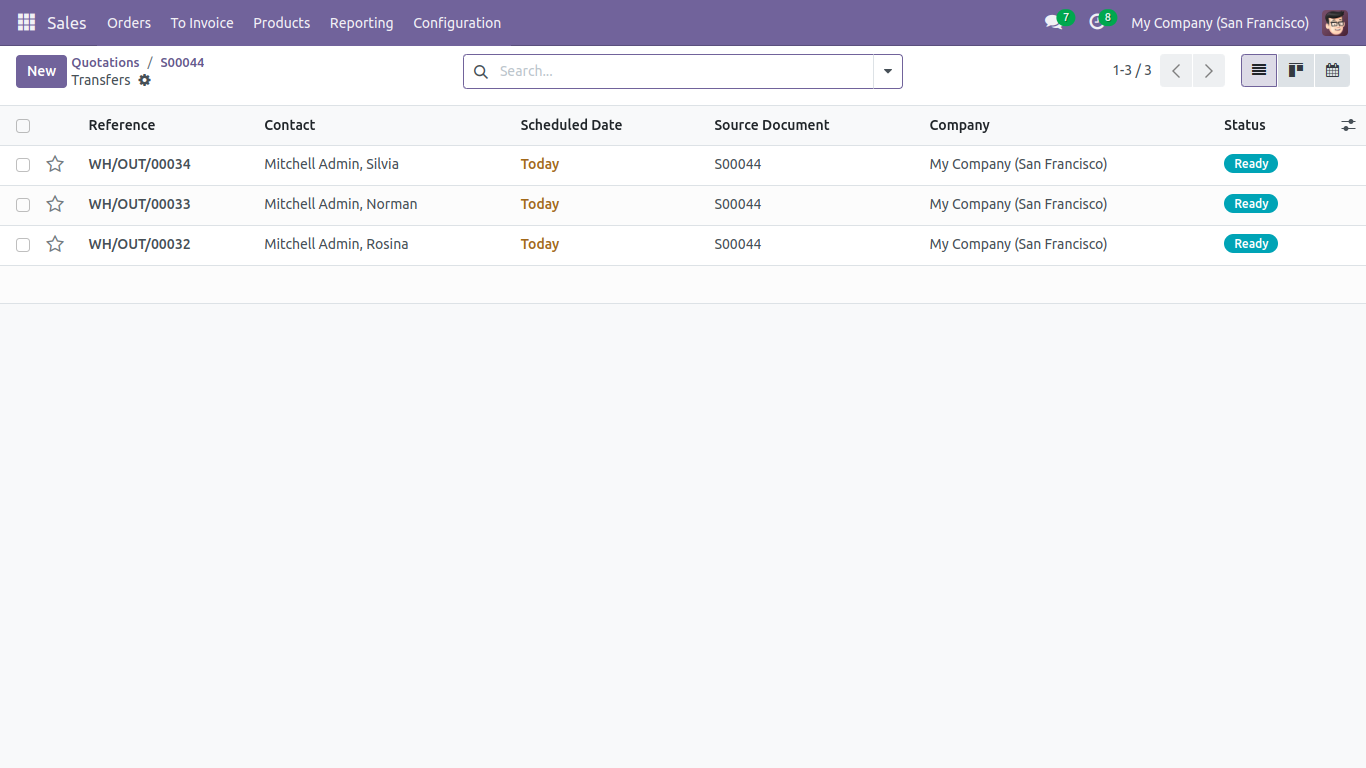 Sales Orders To Invoice Products Reporting Configuration 7 8 My Company (San Francisco)
New Quotations / S00044 Search... 1-3 / 3
Transfers
Reference Contact Scheduled Date Source Document Company Status
WH/OUT/00034 Mitchell Admin, Silvia Today S00044 My Company (San Francisco) Ready
WH/OUT/00033 Mitchell Admin, Norman Today S00044 My Company (San Francisco) Ready
WH/OUT/00032 Mitchell Admin, Rosina Today S00044 My Company (San Francisco) Ready